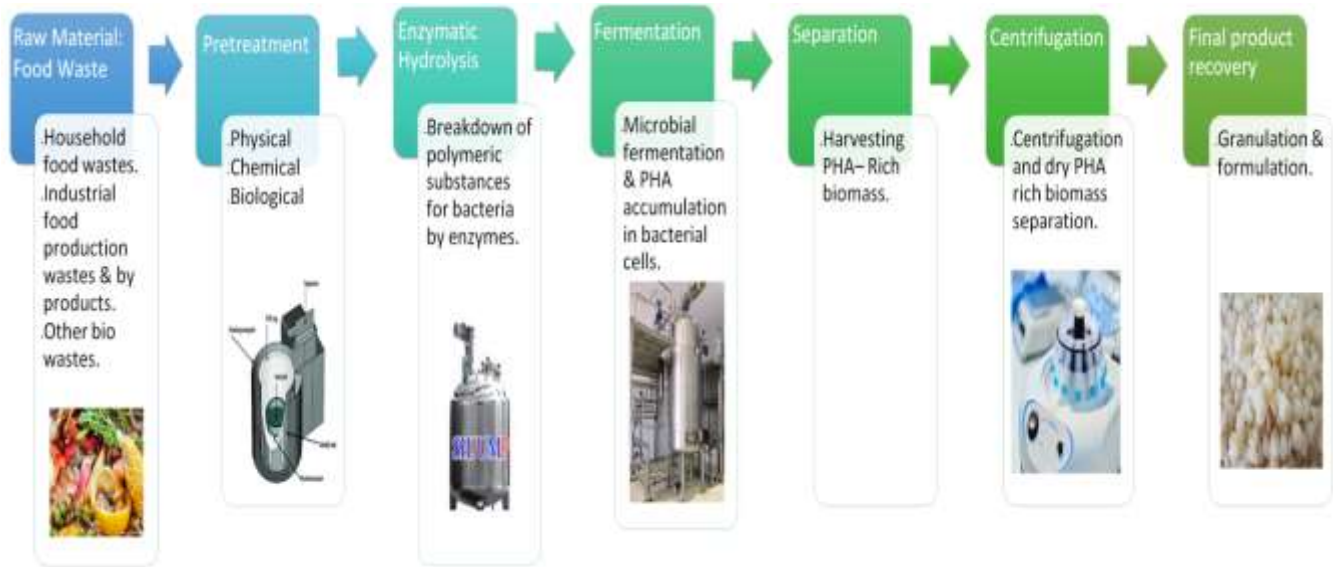 Raw Material:
Food Waste
Pretreatment
Enzymatic
Hydrolysis
Fermentation
Separation
Centrifugation
Final product
recovery
.Household
food wastes.
.Industrial
food
production
wastes & by
products.
.Other bio
wastes.
.Physical
.Chemical
.Biological
.Breakdown of
polymeric
substances
for bacteria
by enzymes.
.Microbial
fermentation
& PHA
accumulation
in bacterial
cells.
.Harvesting
PHA– Rich
biomass.
.Centrifugation
and dry PHA
rich biomass
separation.
.Granulation &
formulation.